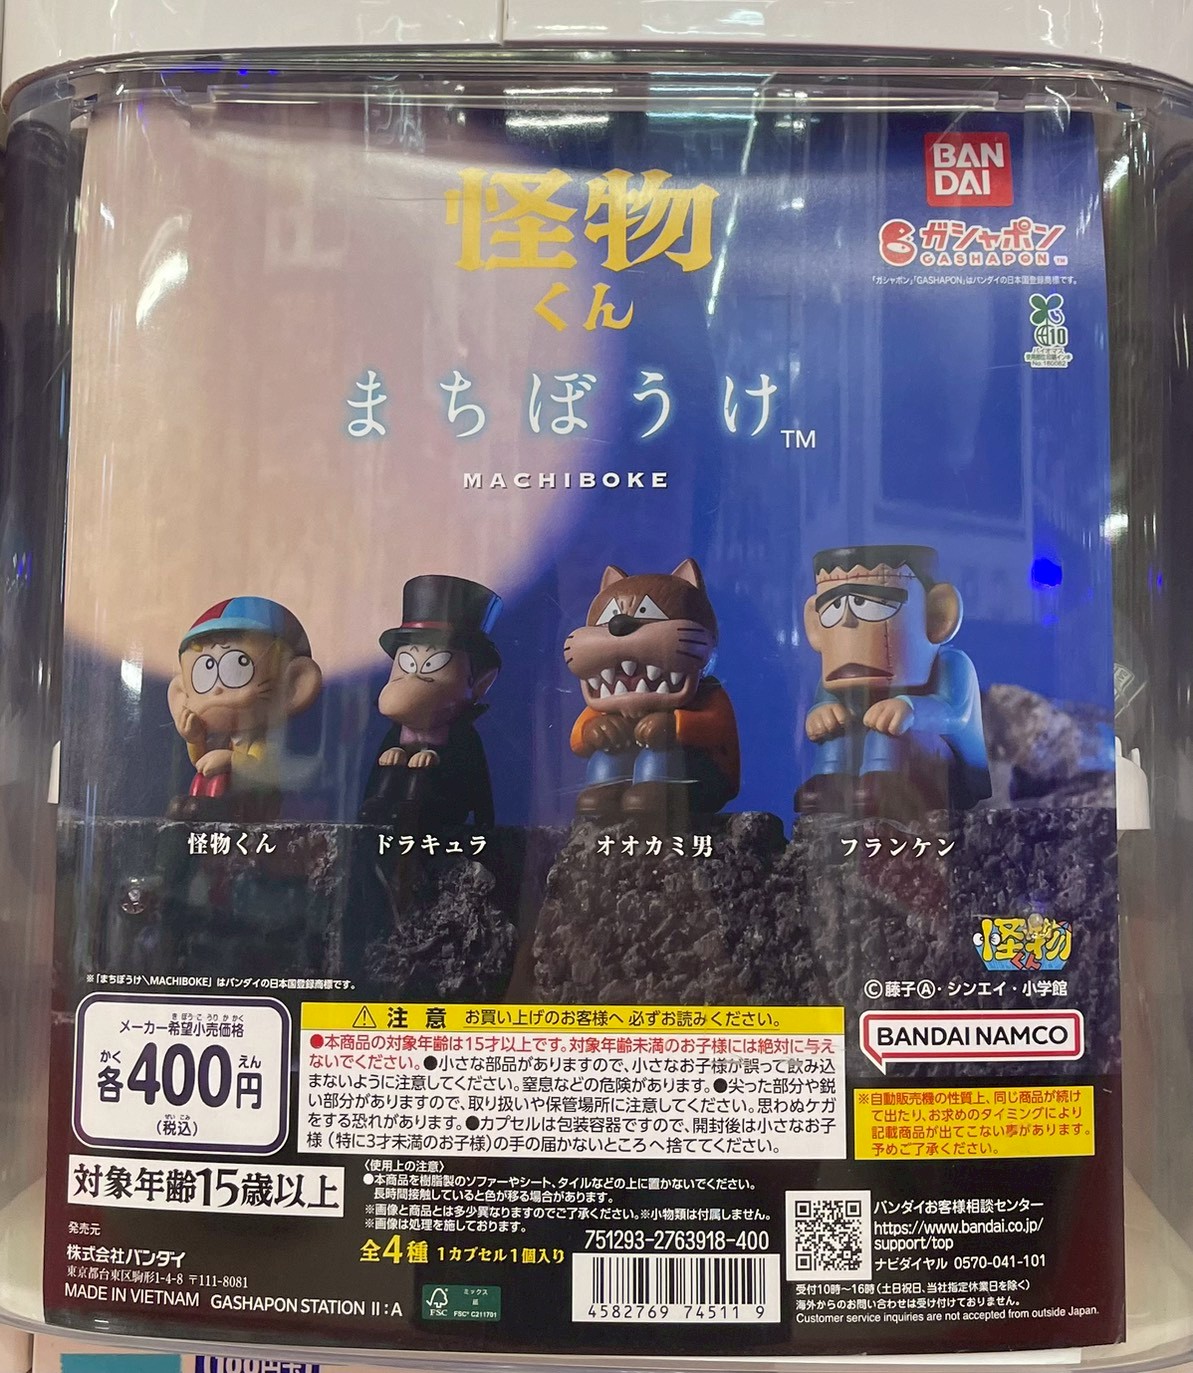 BAN
DAI
ガシャポン
GASHAPON TM
「ガシャポン」「GASHAPON」はバンダイの日本国登録商標です。
10
怪物
くん
まちぼうけTM
MACHIBOKE
怪物くん
ドラキュラ
オオカミ男
フランケン
怪物
くん
※「まちぼうけ＼MACHIBOKE」はバンダイの日本国登録商標です。
©藤子Ⓐ・シンエイ・小学館
BANDAI NAMCO
メーカー希望小売価格
各400円
(税込)
対象年齢15歳以上
⚠注意 お買い上げのお客様へ 必ずお読みください。
●本商品の対象年齢は15才以上です。対象年齢未満のお子様には絶対に与え
ないでください。●小さな部品がありますので、小さなお子様が誤って飲み込
まないように注意してください。窒息などの危険があります。●尖った部分や鋭
い部分がありますので、取り扱いや保管場所に注意してください。思わぬケガ
をする恐れがあります。●カプセルは包装容器ですので、開封後は小さなお子
様（特に3才未満のお子様）の手の届かないところへ捨ててください。
※自動販売機の性質上、同じ商品が続け
て出たり、お求めのタイミングにより
記載商品が出てこない事があります。
予めご了承ください。
〈使用上の注意〉
●本商品を樹脂製のソファーやシート、タイルなどの上に置かないでください。
長時間接触していると色が移る場合があります。
※画像と商品とは多少異なりますのでご了承ください。※小物類は付属しません。
※画像は処理を施しております。
全4種 1カプセル1個入り
751293-2763918-400
4582769 74511 9
発売元
株式会社バンダイ
東京都台東区駒形1-4-8 〒111-8081
MADE IN VIETNAM GASHAPON STATION II:A
FSC
ミックス
紙
FSC® C211701
バンダイお客様相談センター
https://www.bandai.co.jp/
support/top
ナビダイヤル 0570-041-101
受付10時～16時(土日祝日、当社指定休業日を除く)
海外からのお問い合わせは受け付けておりません。
Customer service inquiries are not accepted from outside Japan.